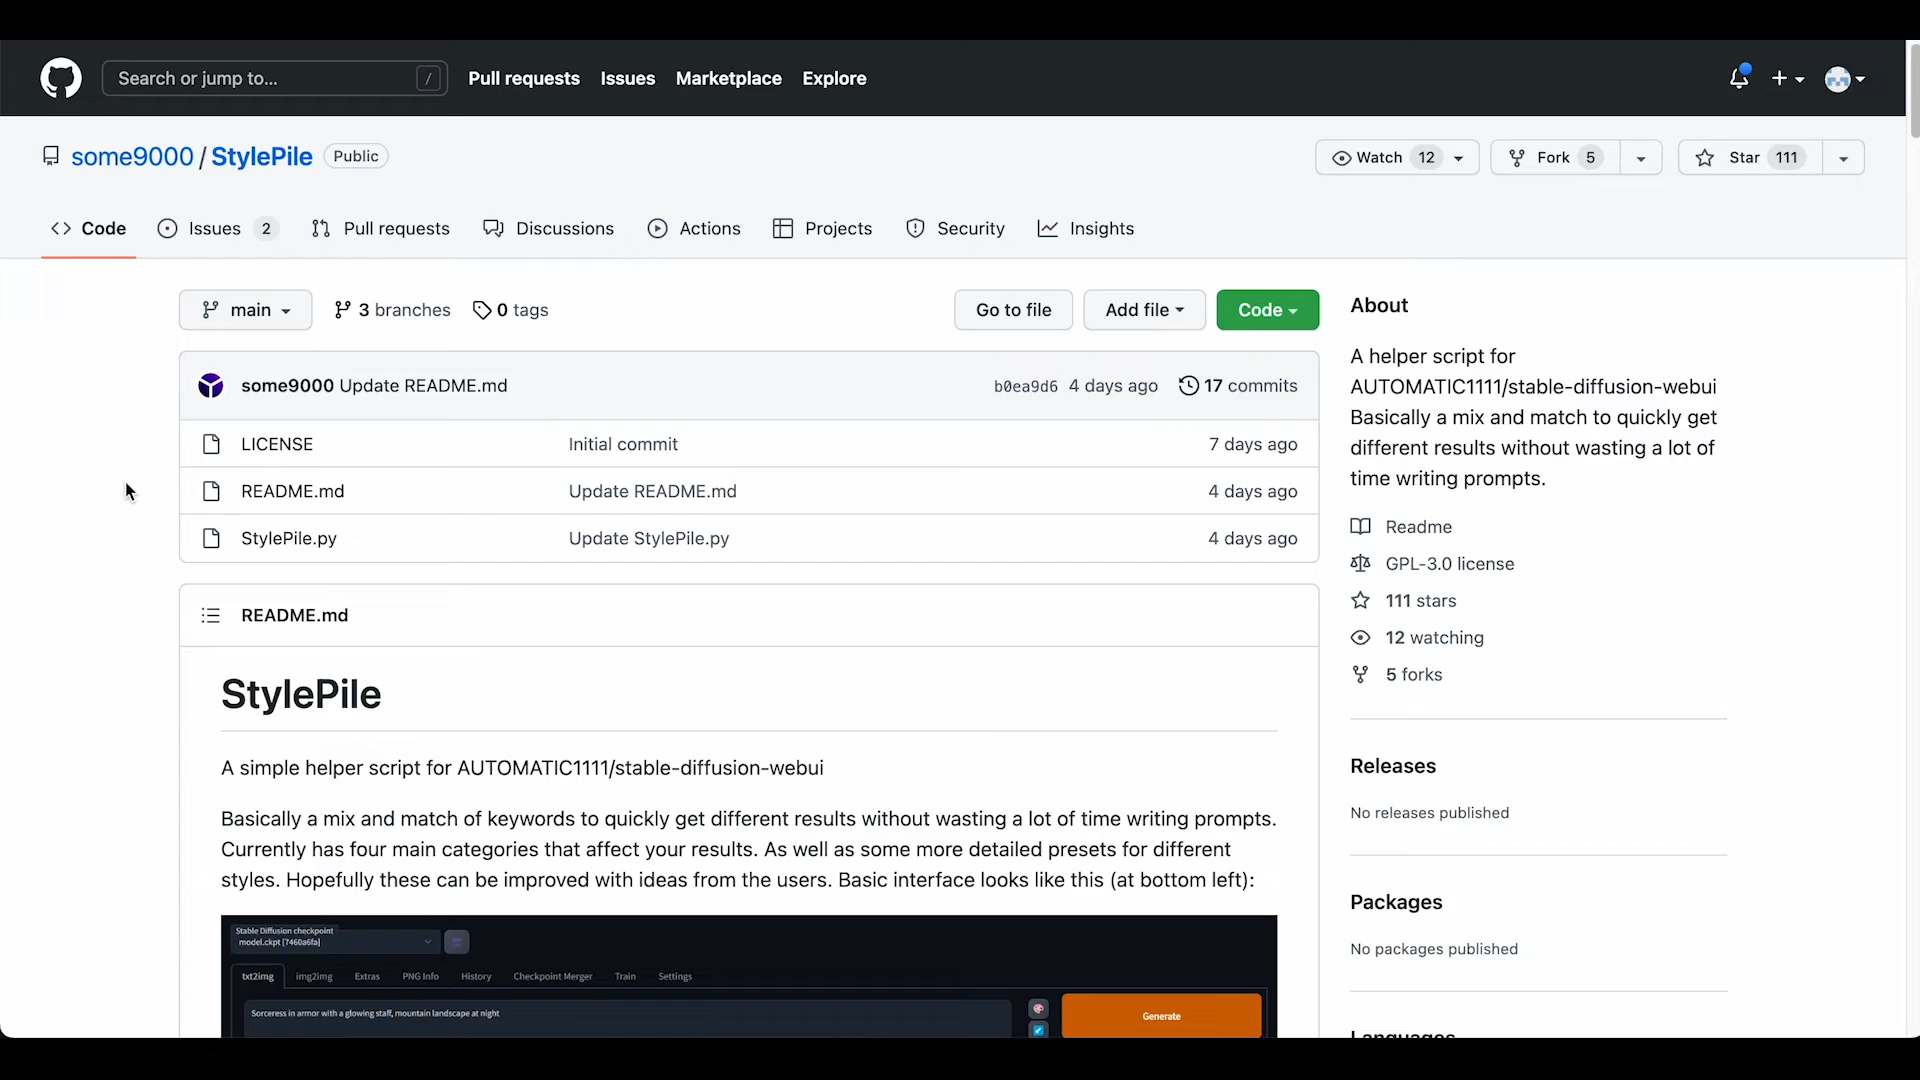 Search or jump to... /
Pull requests Issues Marketplace Explore
some9000 / StylePile Public
Watch 12 Fork 5 Star 111
Code Issues 2 Pull requests Discussions Actions Projects Security Insights
main 3 branches 0 tags Go to file Add file Code
some9000 Update README.md b0ea9d6 4 days ago 17 commits
LICENSE Initial commit 7 days ago
README.md Update README.md 4 days ago
StylePile.py Update StylePile.py 4 days ago
README.md
StylePile
A simple helper script for AUTOMATIC1111/stable-diffusion-webui
Basically a mix and match of keywords to quickly get different results without wasting a lot of time writing prompts.
Currently has four main categories that affect your results. As well as some more detailed presets for different
styles. Hopefully these can be improved with ideas from the users. Basic interface looks like this (at bottom left):
Stable Diffusion checkpoint
model.ckpt [7460a6fa]
txt2img img2img Extras PNG Info History Checkpoint Merger Train Settings
Sorceress in armor with a glowing staff, mountain landscape at night
Generate
About
A helper script for
AUTOMATIC1111/stable-diffusion-webui
Basically a mix and match to quickly get
different results without wasting a lot of
time writing prompts.
Readme
GPL-3.0 license
111 stars
12 watching
5 forks
Releases
No releases published
Packages
No packages published
Languages